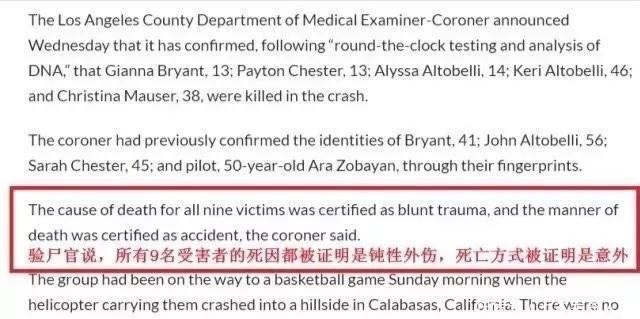 The Los Angeles County Department of Medical Examiner-Coroner announced
Wednesday that it has confirmed, following “round-the-clock testing and analysis of
DNA,” that Gianna Bryant, 13; Payton Chester, 13; Alyssa Altobelli, 14; Keri Altobelli, 46;
and Christina Mauser, 38, were killed in the crash.
The coroner had previously confirmed the identities of Bryant, 41; John Altobelli, 56;
Sarah Chester, 45; and pilot, 50-year-old Ara Zobayan, through their fingerprints.
The cause of death for all nine victims was certified as blunt trauma, and the manner of
death was certified as accident, the coroner said.
验尸官说，所有9名受害者的死因都被证明是钝性外伤，死亡方式被证明是意外
The group had been on the way to a basketball game Sunday morning when the
helicopter carrying them crashed into a hillside in Calabasas, California. There were no